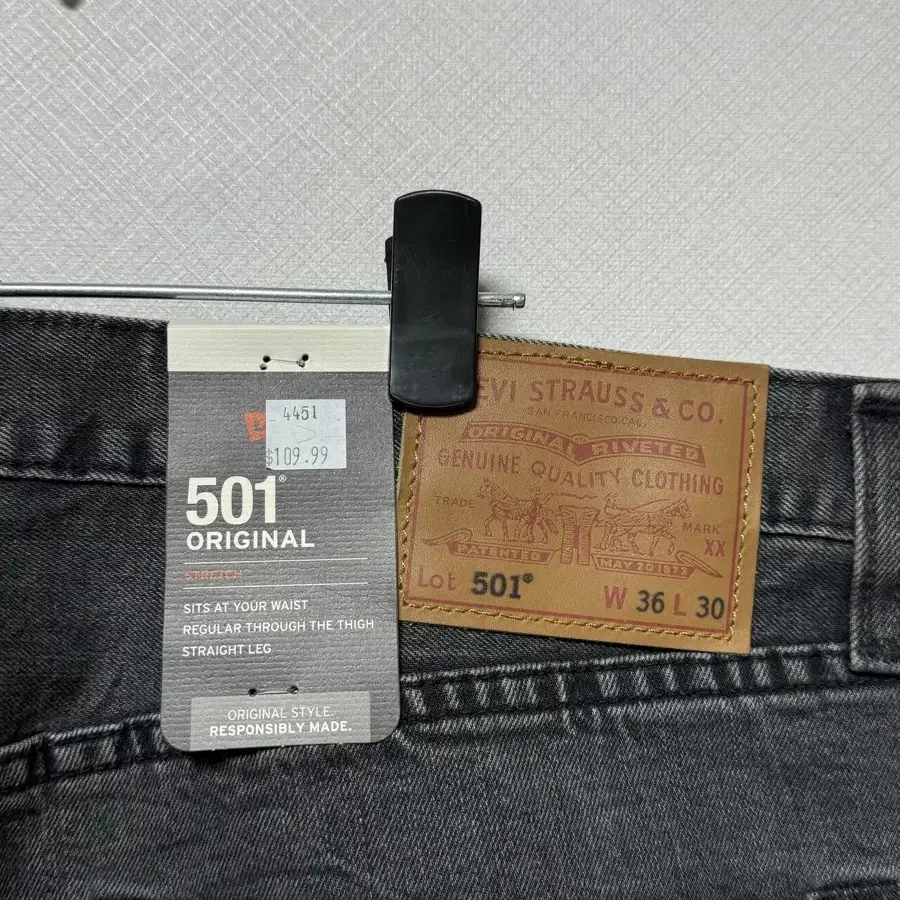 4451
$109.99
501®
ORIGINAL
STRETCH
SITS AT YOUR WAIST
REGULAR THROUGH THE THIGH
STRAIGHT LEG
ORIGINAL STYLE.
RESPONSIBLY MADE.
EVI STRAUSS & CO.
SAN FRANCISCO, CAL.
ORIGINAL RIVETED
GENUINE QUALITY CLOTHING
TRADE MARK
XX
PATENTED MAY 20 1873
Lot 501® W 36 L 30